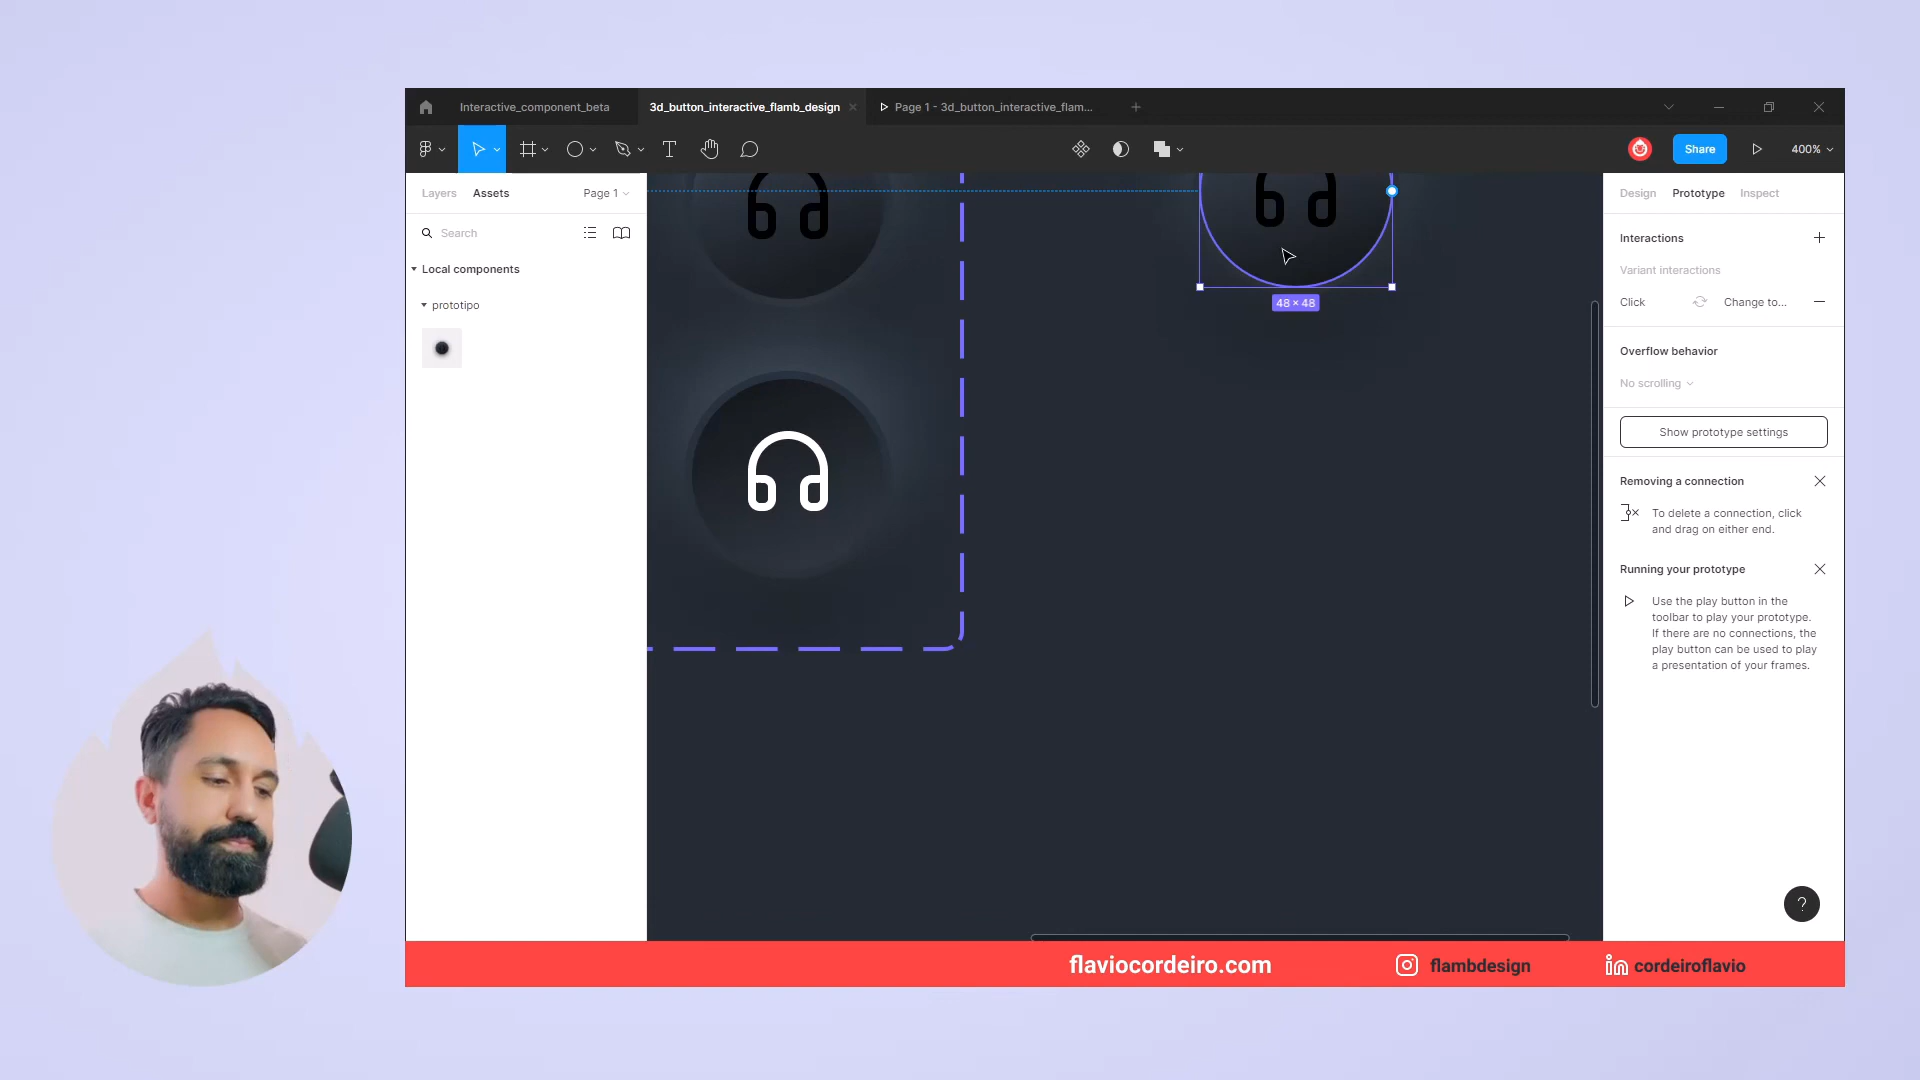 Interactive_component_beta
3d_button_interactive_flamb_design
Page 1 - 3d_button_interactive_flam...
Share
400%
Layers
Assets
Page 1
Search
Local components
prototipo
48 × 48
Design
Prototype
Inspect
Interactions
Variant interactions
Click
Change to...
Overflow behavior
No scrolling
Show prototype settings
Removing a connection
To delete a connection, click
and drag on either end.
Running your prototype
Use the play button in the
toolbar to play your prototype.
If there are no connections, the
play button can be used to play
a presentation of your frames.
?
flaviocordeiro.com
flambdesign
in cordeiroflavio